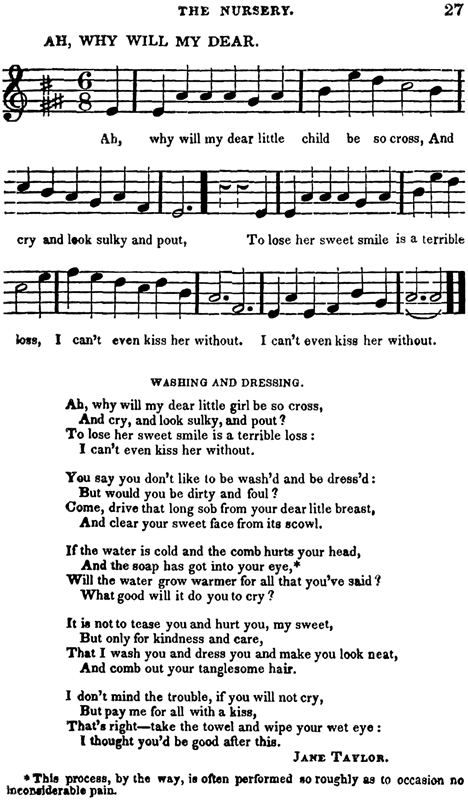 THE NURSERY. 27
AH, WHY WILL MY DEAR.
6
8
Ah, why will my dear little child be so cross, And
cry and look sulky and pout, To lose her sweet smile is a terrible
loss, I can't even kiss her without. I can't even kiss her without.
WASHING AND DRESSING.
Ah, why will my dear little girl be so cross,
And cry, and look sulky, and pout?
To lose her sweet smile is a terrible loss:
I can't even kiss her without.
You say you don't like to be wash'd and be dress'd:
But would you be dirty and foul?
Come, drive that long sob from your dear litle breast,
And clear your sweet face from its scowl.
If the water is cold and the comb hurts your head,
And the soap has got into your eye,*
Will the water grow warmer for all that you've said?
What good will it do you to cry?
It is not to tease you and hurt you, my sweet,
But only for kindness and care,
That I wash you and dress you and make you look neat,
And comb out your tanglesome hair.
I don't mind the trouble, if you will not cry,
But pay me for all with a kiss,
That's right—take the towel and wipe your wet eye:
I thought you'd be good after this.
JANE TAYLOR.
*This process, by the way, is often performed so roughly as to occasion no
inconsiderable pain.